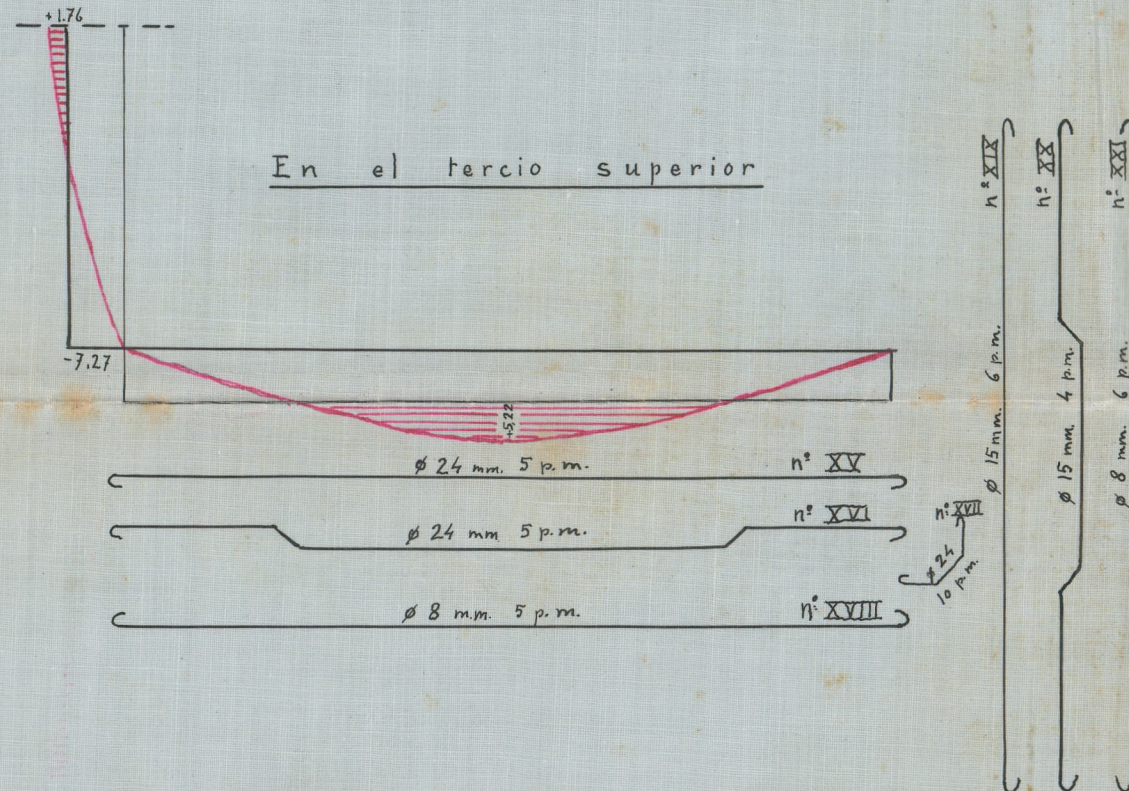 +1.76
En el tercio superior
-7.27
+5,22
ø 24 mm. 5 p.m. nº XV
ø 24 mm 5 p.m. nº XVI
ø 8 m.m. 5 p.m. nº XVIII
nº XVII
ø 24
10 p.m.
ø 15 mm. 6 p.m. nº XIX
ø 15 mm. 4 p.m. nº XX
ø 8 mm. 6 p.m. nº XXI